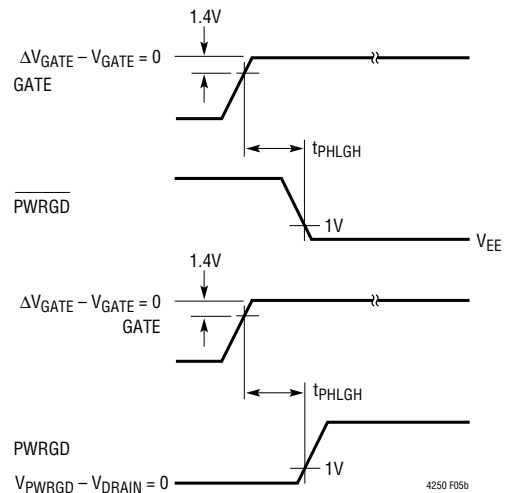 1.4V
ΔVGATE – VGATE = 0
GATE
tPHLGH
PWRGD
1V
VEE
1.4V
ΔVGATE – VGATE = 0
GATE
tPHLGH
PWRGD
1V
VPWRGD – VDRAIN = 0
4250 F05b